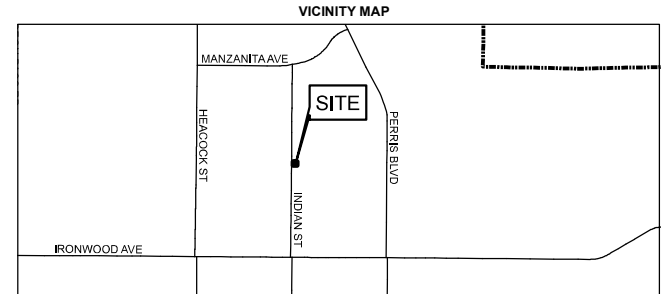 VICINITY MAP
MANZANITA AVE
SITE
HEACOCK ST
PERRIS BLVD
INDIAN ST
IRONWOOD AVE